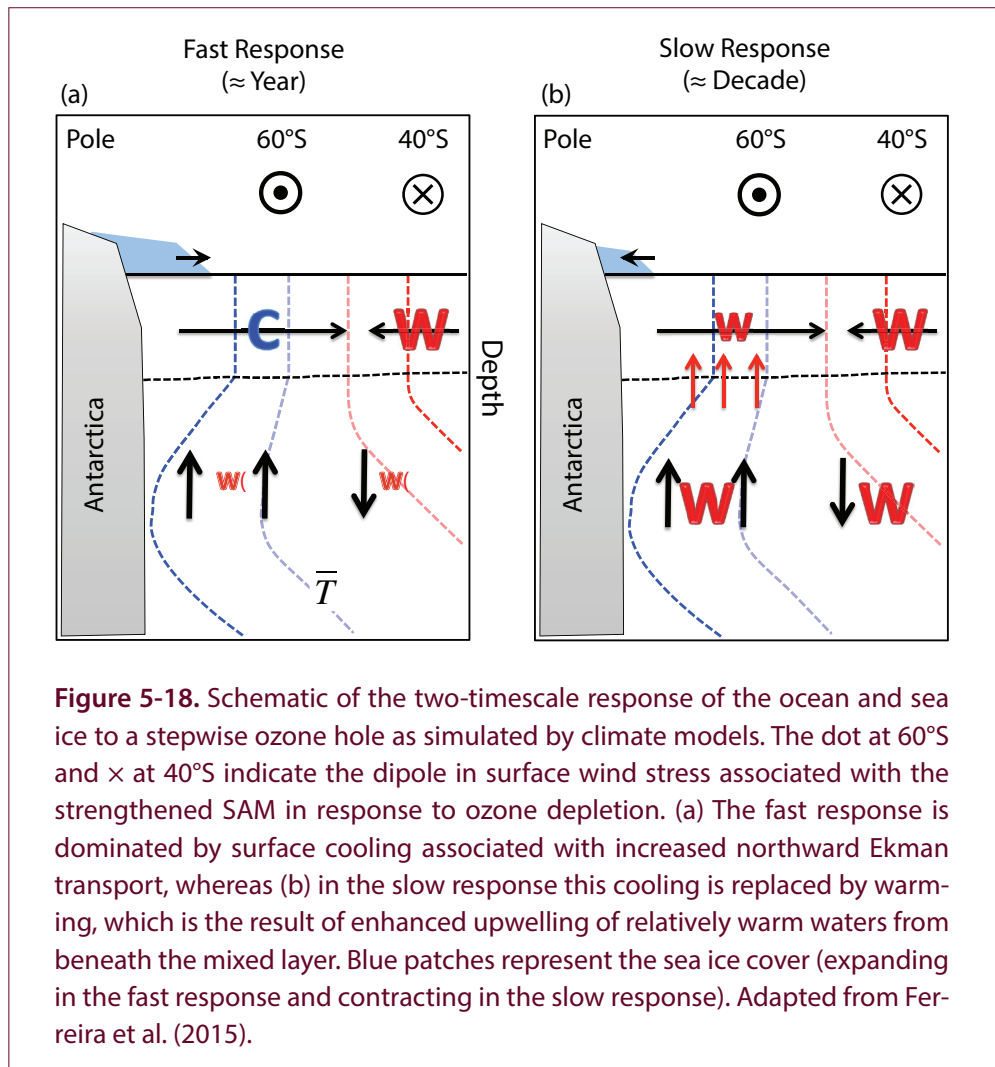 Fast Response
(≈ Year)
Slow Response
(≈ Decade)
(a)
(b)
Pole 60°S 40°S
Pole 60°S 40°S
C W
W W
Depth
Antarctica
Antarctica
W( W(
W W
T̅
Figure 5-18. Schematic of the two-timescale response of the ocean and sea
ice to a stepwise ozone hole as simulated by climate models. The dot at 60°S
and × at 40°S indicate the dipole in surface wind stress associated with the
strengthened SAM in response to ozone depletion. (a) The fast response is
dominated by surface cooling associated with increased northward Ekman
transport, whereas (b) in the slow response this cooling is replaced by warm-
ing, which is the result of enhanced upwelling of relatively warm waters from
beneath the mixed layer. Blue patches represent the sea ice cover (expanding
in the fast response and contracting in the slow response). Adapted from Fer-
reira et al. (2015).